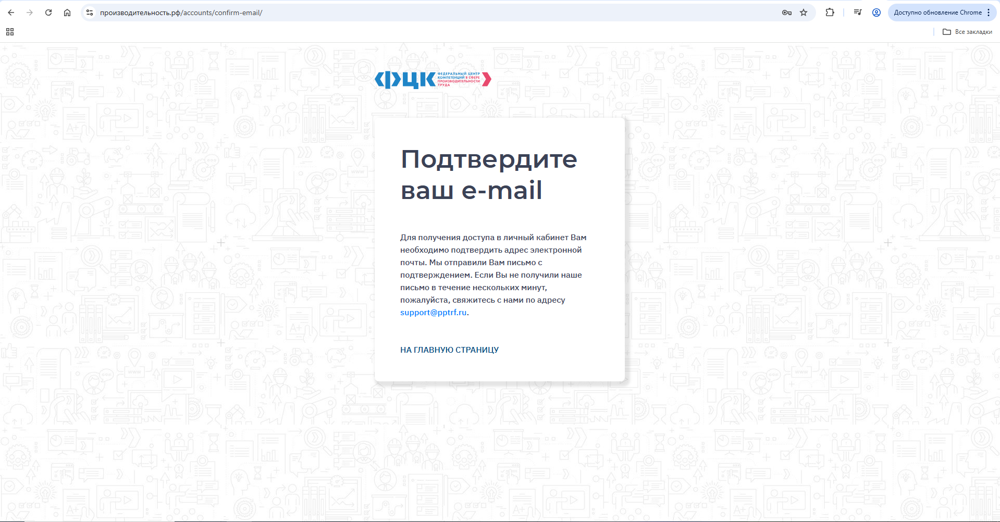 производительность.рф/accounts/confirm-email/
Доступно обновление Chrome
Все закладки
ФЦК
ФЕДЕРАЛЬНЫЙ ЦЕНТР
КОМПЕТЕНЦИЙ В СФЕРЕ
ПРОИЗВОДИТЕЛЬНОСТИ
ТРУДА
Подтвердите
ваш e-mail
Для получения доступа в личный кабинет Вам
необходимо подтвердить адрес электронной
почты. Мы отправили Вам письмо с
подтверждением. Если Вы не получили наше
письмо в течение нескольких минут,
пожалуйста, свяжитесь с нами по адресу
support@pptrf.ru.
НА ГЛАВНУЮ СТРАНИЦУ